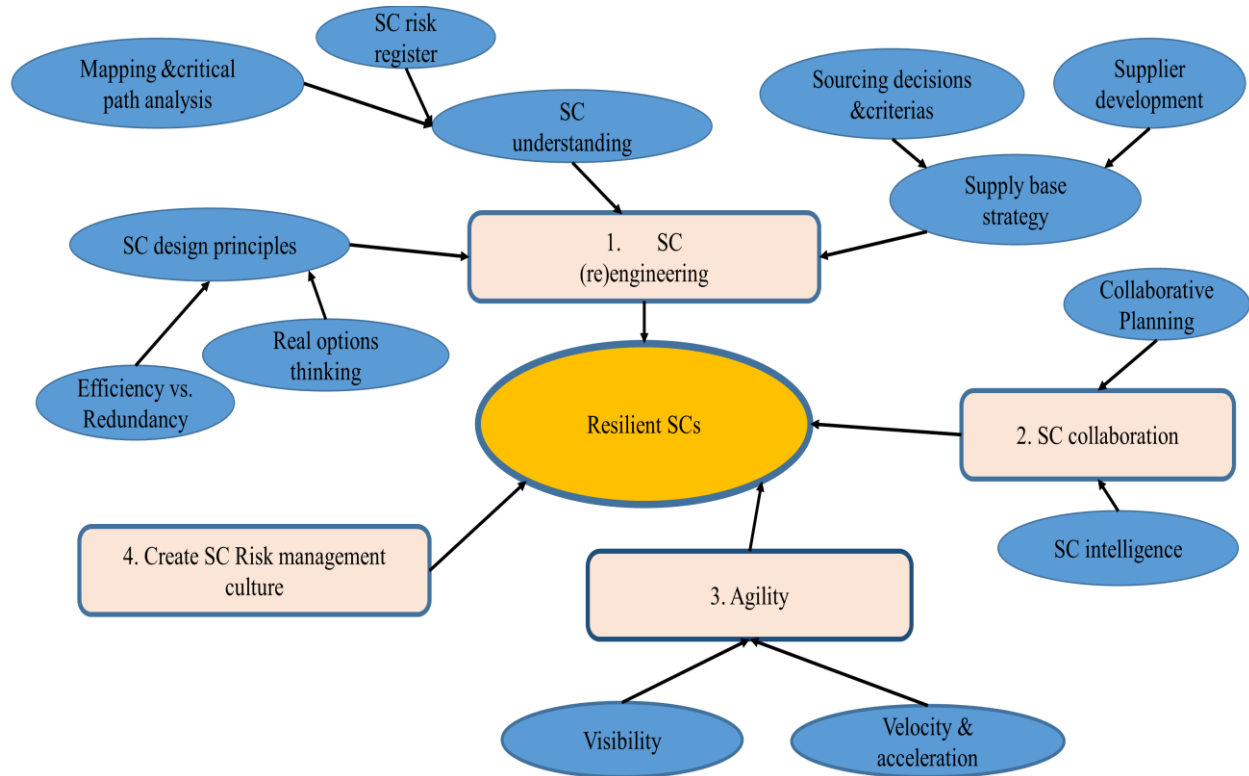 SC risk
register
Mapping &critical
path analysis
Sourcing decisions
&criterias
Supplier
development
SC
understanding
Supply base
strategy
SC design principles
1. SC
(re)engineering
Collaborative
Planning
Real options
thinking
Efficiency vs.
Redundancy
Resilient SCs
2. SC collaboration
4. Create SC Risk management
culture
SC intelligence
3. Agility
Visibility
Velocity &
acceleration